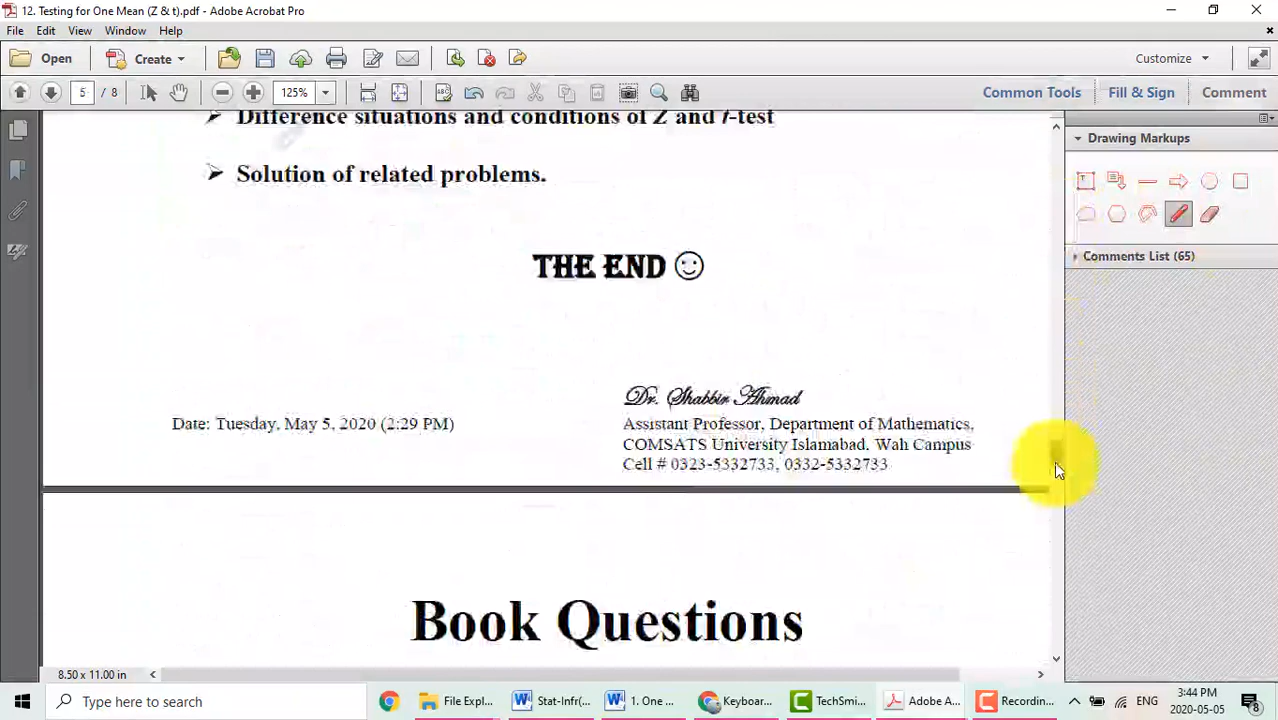 12. Testing for One Mean (Z & t).pdf - Adobe Acrobat Pro
File Edit View Window Help
Open Create Customize
5 / 8 125% Common Tools Fill & Sign Comment
Difference situations and conditions of Z and t-test
Solution of related problems.
THE END ☺
Dr. Shabbir Ahmad
Date: Tuesday, May 5, 2020 (2:29 PM)
Assistant Professor, Department of Mathematics,
COMSATS University Islamabad, Wah Campus
Cell # 0323-5332733, 0332-5332733
Book Questions
Drawing Markups
Comments List (65)
8.50 x 11.00 in
Type here to search
File Expl...
Stat-Infr(...
1. One ...
Keyboar...
TechSmi...
Adobe A...
Recordin...
ENG
3:44 PM
2020-05-05
8